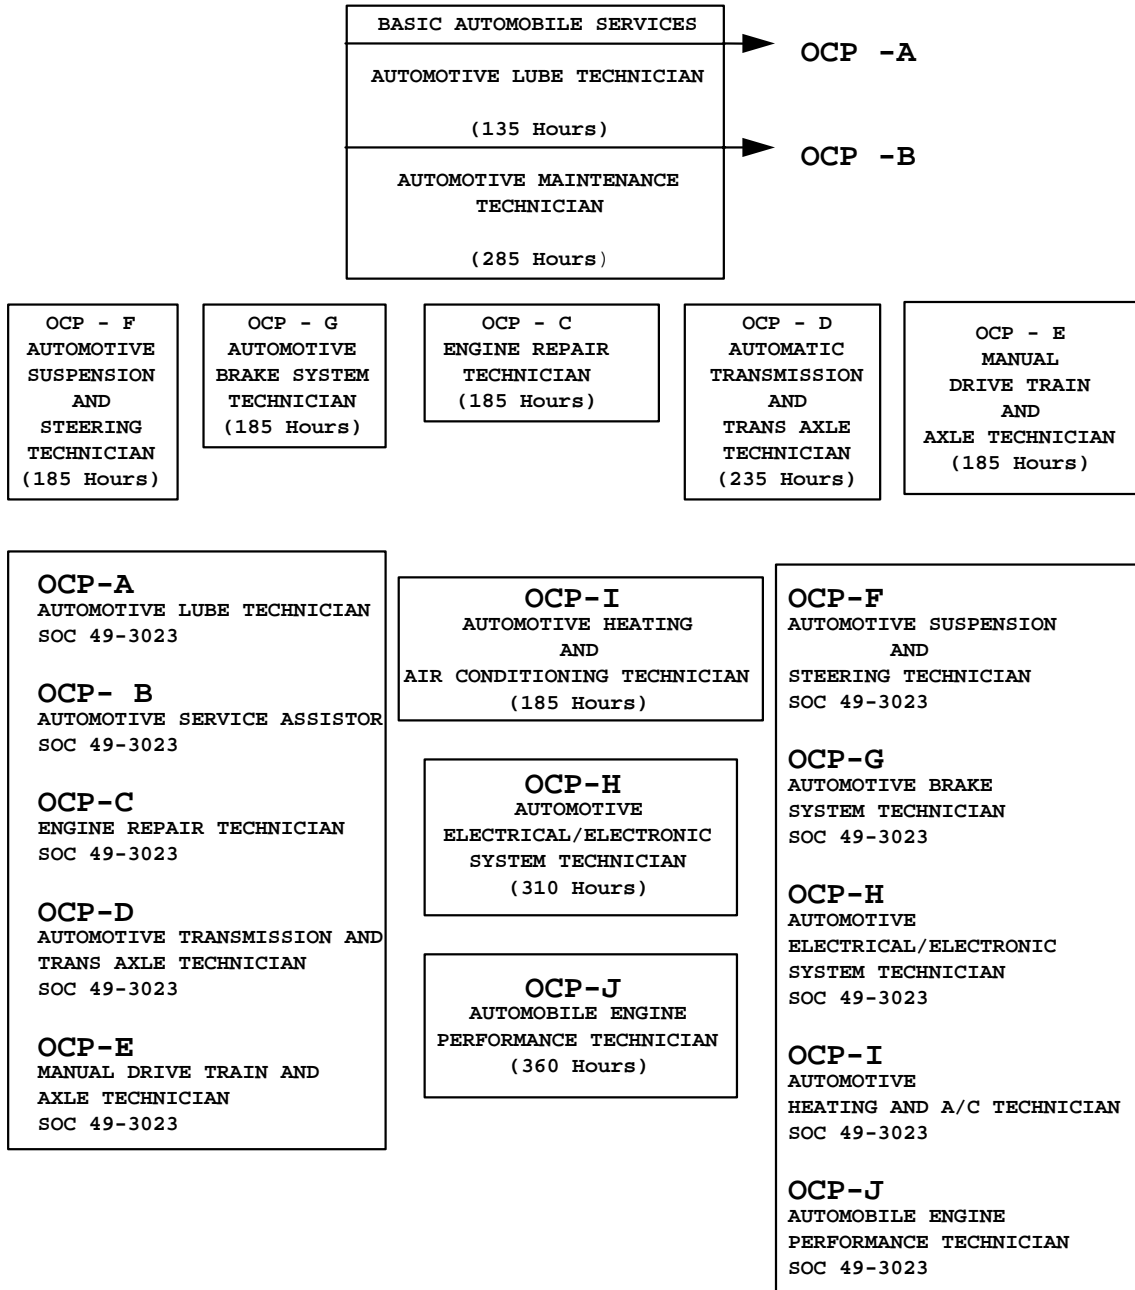 BASIC AUTOMOBILE SERVICES
OCP -A
AUTOMOTIVE LUBE TECHNICIAN
(135 Hours)
OCP -B
AUTOMOTIVE MAINTENANCE
TECHNICIAN
(285 Hours)
OCP - F
AUTOMOTIVE
SUSPENSION
AND
STEERING
TECHNICIAN
(185 Hours)
OCP - G
AUTOMOTIVE
BRAKE SYSTEM
TECHNICIAN
(185 Hours)
OCP - C
ENGINE REPAIR
TECHNICIAN
(185 Hours)
OCP - D
AUTOMATIC
TRANSMISSION
AND
TRANS AXLE
TECHNICIAN
(235 Hours)
OCP - E
MANUAL
DRIVE TRAIN
AND
AXLE TECHNICIAN
(185 Hours)
OCP-A
AUTOMOTIVE LUBE TECHNICIAN
SOC 49-3023
OCP- B
AUTOMOTIVE SERVICE ASSISTOR
SOC 49-3023
OCP-C
ENGINE REPAIR TECHNICIAN
SOC 49-3023
OCP-D
AUTOMOTIVE TRANSMISSION AND
TRANS AXLE TECHNICIAN
SOC 49-3023
OCP-E
MANUAL DRIVE TRAIN AND
AXLE TECHNICIAN
SOC 49-3023
OCP-I
AUTOMOTIVE HEATING
AND
AIR CONDITIONING TECHNICIAN
(185 Hours)
OCP-H
AUTOMOTIVE
ELECTRICAL/ELECTRONIC
SYSTEM TECHNICIAN
(310 Hours)
OCP-J
AUTOMOBILE ENGINE
PERFORMANCE TECHNICIAN
(360 Hours)
OCP-F
AUTOMOTIVE SUSPENSION
AND
STEERING TECHNICIAN
SOC 49-3023
OCP-G
AUTOMOTIVE BRAKE
SYSTEM TECHNICIAN
SOC 49-3023
OCP-H
AUTOMOTIVE
ELECTRICAL/ELECTRONIC
SYSTEM TECHNICIAN
SOC 49-3023
OCP-I
AUTOMOTIVE
HEATING AND A/C TECHNICIAN
SOC 49-3023
OCP-J
AUTOMOBILE ENGINE
PERFORMANCE TECHNICIAN
SOC 49-3023